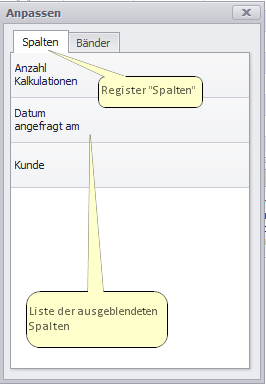 Anpassen
Spalten
Bänder
Anzahl
Kalkulationen
Register "Spalten"
Datum
angefragt am
Kunde
Liste der ausgeblendeten
Spalten